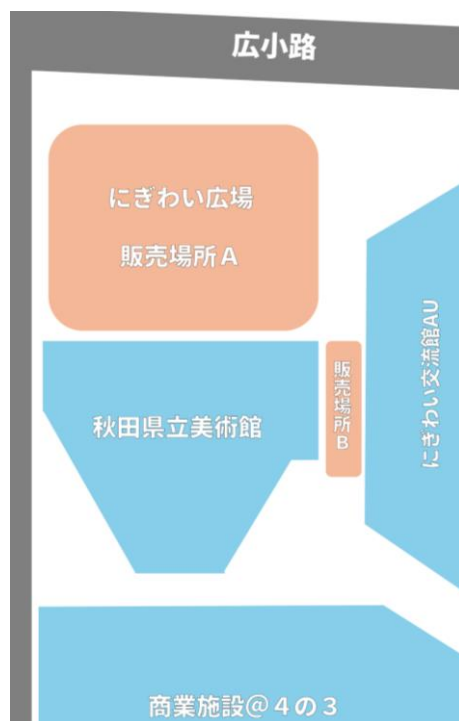 広小路
にぎわい広場
販売場所A
販売場所B
秋田県立美術館
にぎわい交流館AU
商業施設@4の3